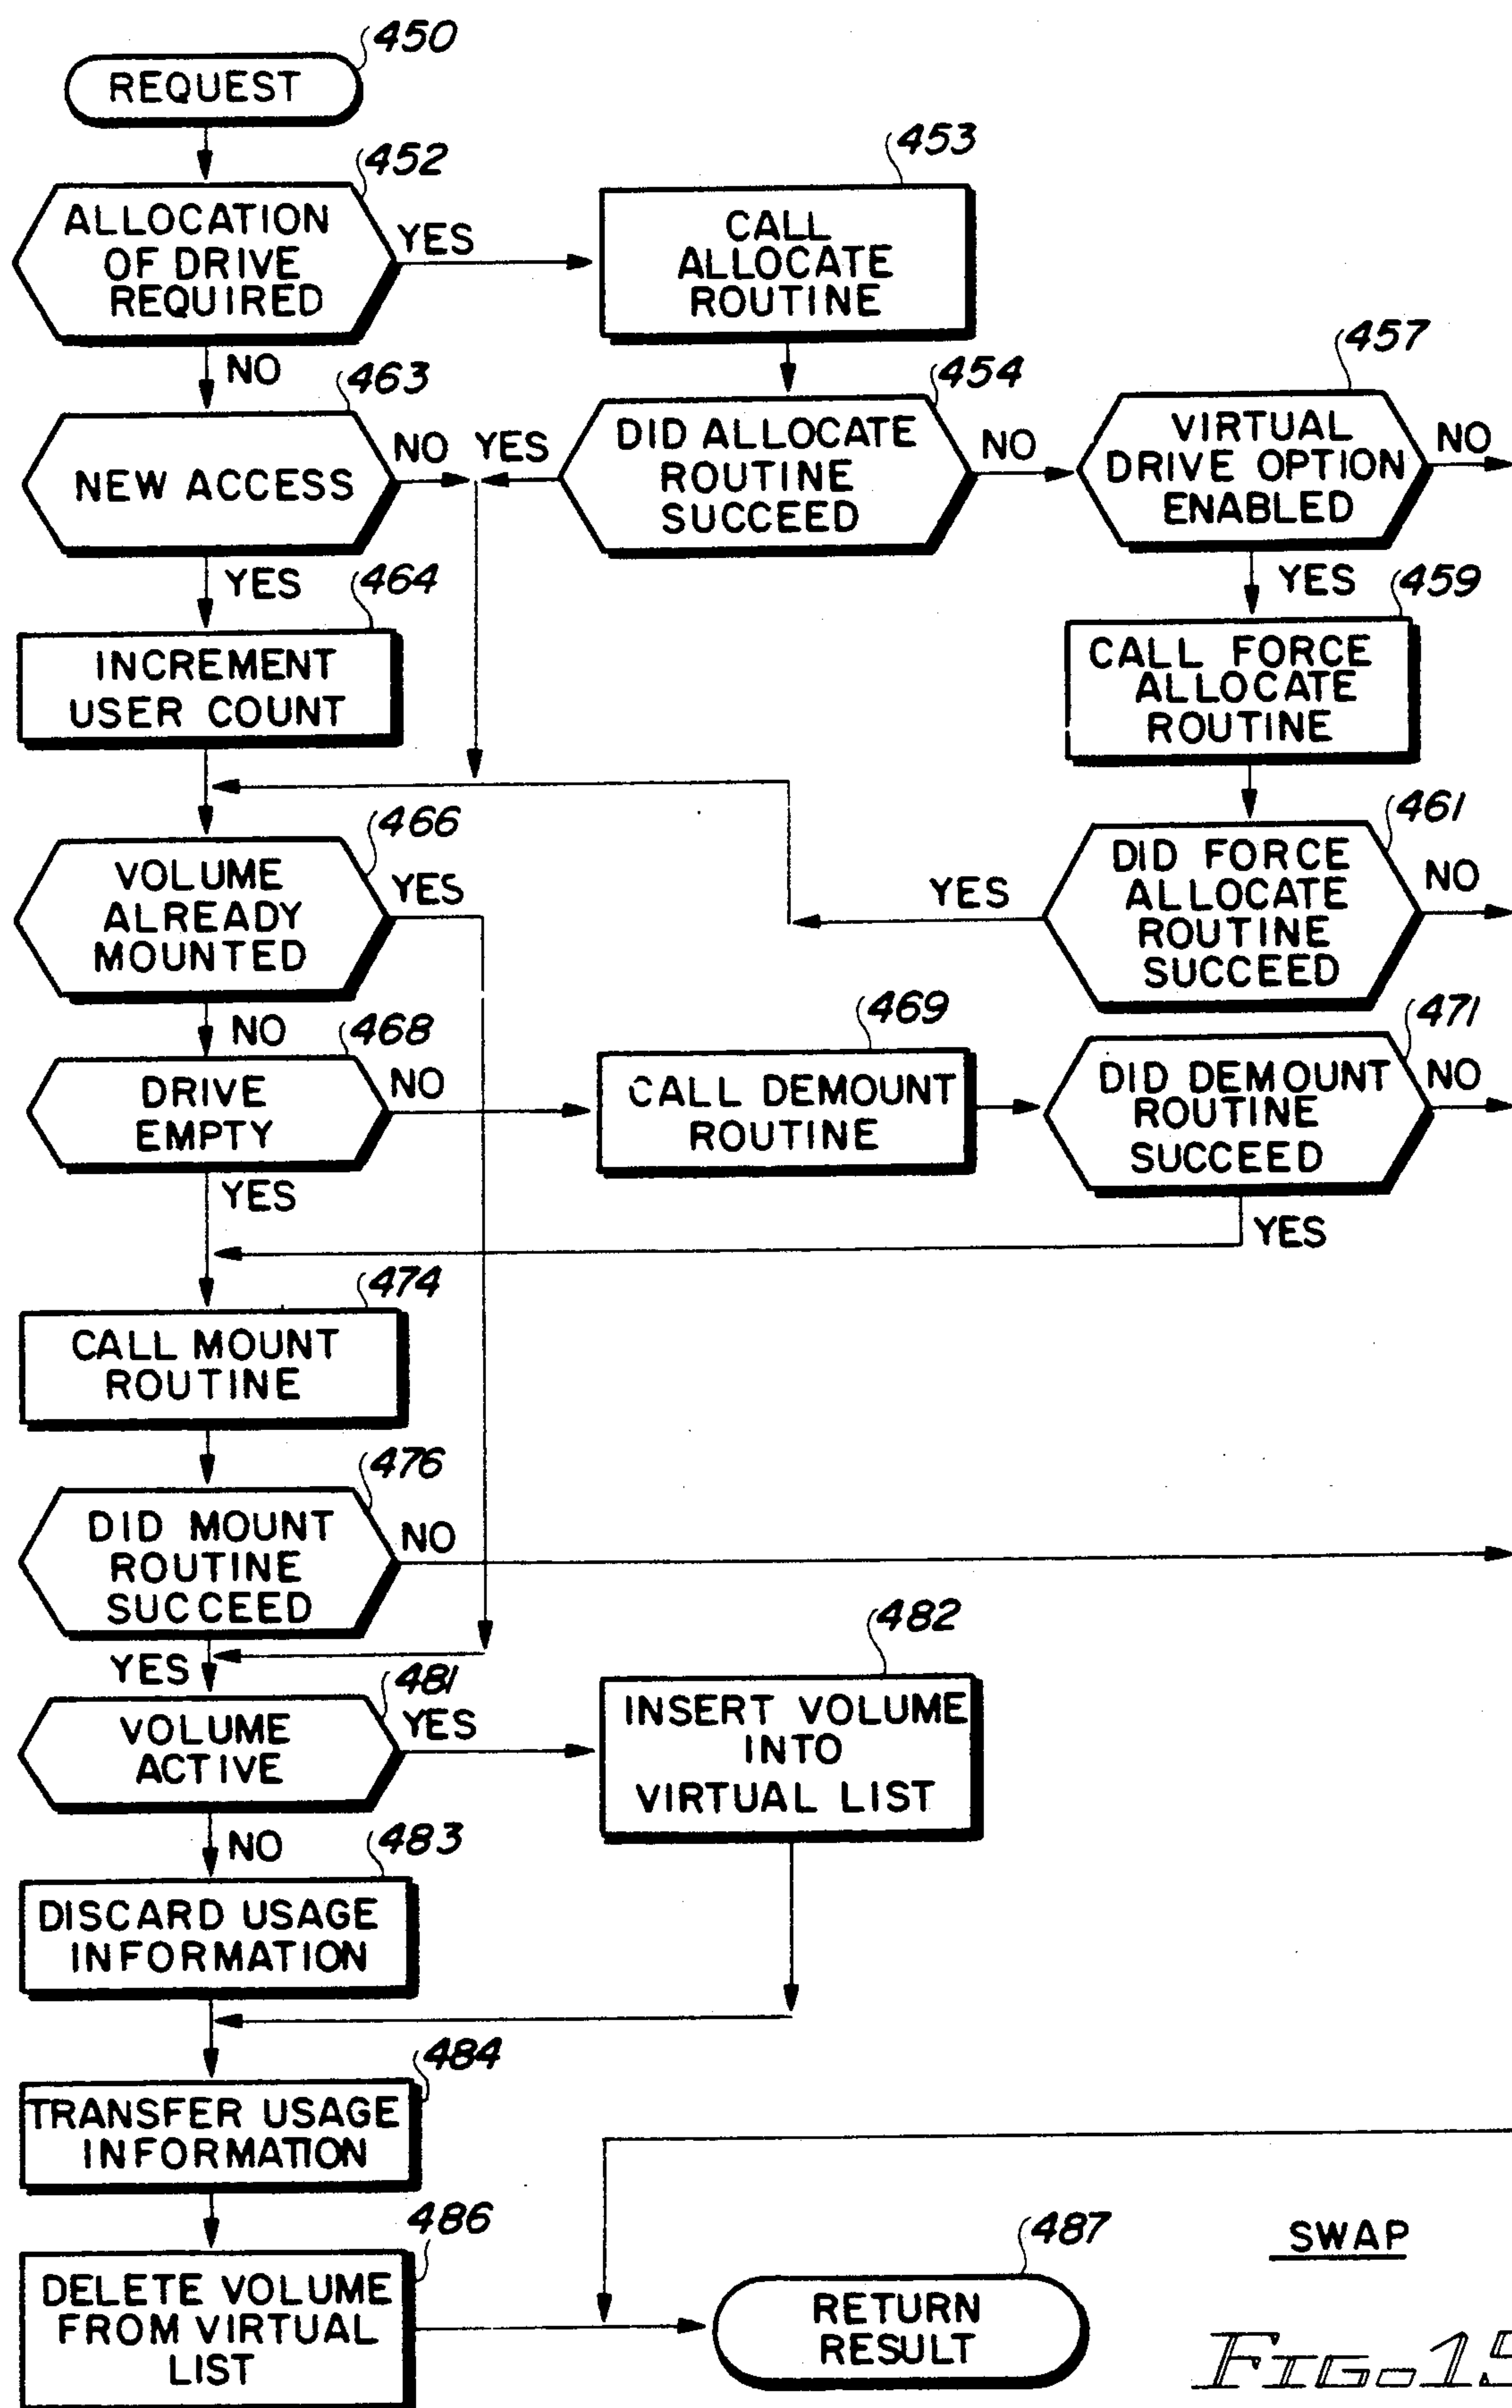 450
REQUEST
452
ALLOCATION
OF DRIVE
REQUIRED
YES
NO
453
CALL
ALLOCATE
ROUTINE
463
NEW ACCESS
NO
YES
454
DID ALLOCATE
ROUTINE
SUCCEED
YES
NO
457
VIRTUAL
DRIVE OPTION
ENABLED
NO
YES
464
INCREMENT
USER COUNT
459
CALL FORCE
ALLOCATE
ROUTINE
466
VOLUME
ALREADY
MOUNTED
YES
NO
461
DID FORCE
ALLOCATE
ROUTINE
SUCCEED
YES
NO
468
DRIVE
EMPTY
NO
YES
469
CALL DEMOUNT
ROUTINE
471
DID DEMOUNT
ROUTINE
SUCCEED
NO
YES
474
CALL MOUNT
ROUTINE
476
DID MOUNT
ROUTINE
SUCCEED
NO
YES
481
VOLUME
ACTIVE
YES
NO
482
INSERT VOLUME
INTO
VIRTUAL LIST
483
DISCARD USAGE
INFORMATION
484
TRANSFER USAGE
INFORMATION
486
DELETE VOLUME
FROM VIRTUAL
LIST
487
RETURN
RESULT
SWAP
FIG. 15